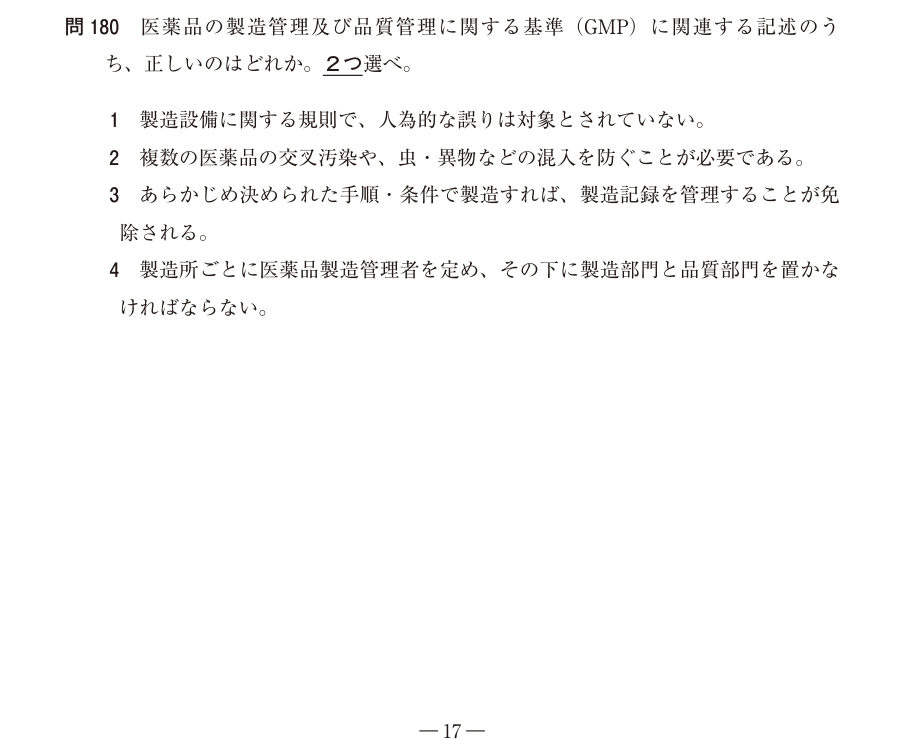 問 180　医薬品の製造管理及び品質管理に関する基準（GMP）に関連する記述のう
ち、正しいのはどれか。２つ選べ。
1　製造設備に関する規則で、人為的な誤りは対象とされていない。
2　複数の医薬品の交叉汚染や、虫・異物などの混入を防ぐことが必要である。
3　あらかじめ決められた手順・条件で製造すれば、製造記録を管理することが免
除される。
4　製造所ごとに医薬品製造管理者を定め、その下に製造部門と品質部門を置かな
ければならない。
― 17 ―